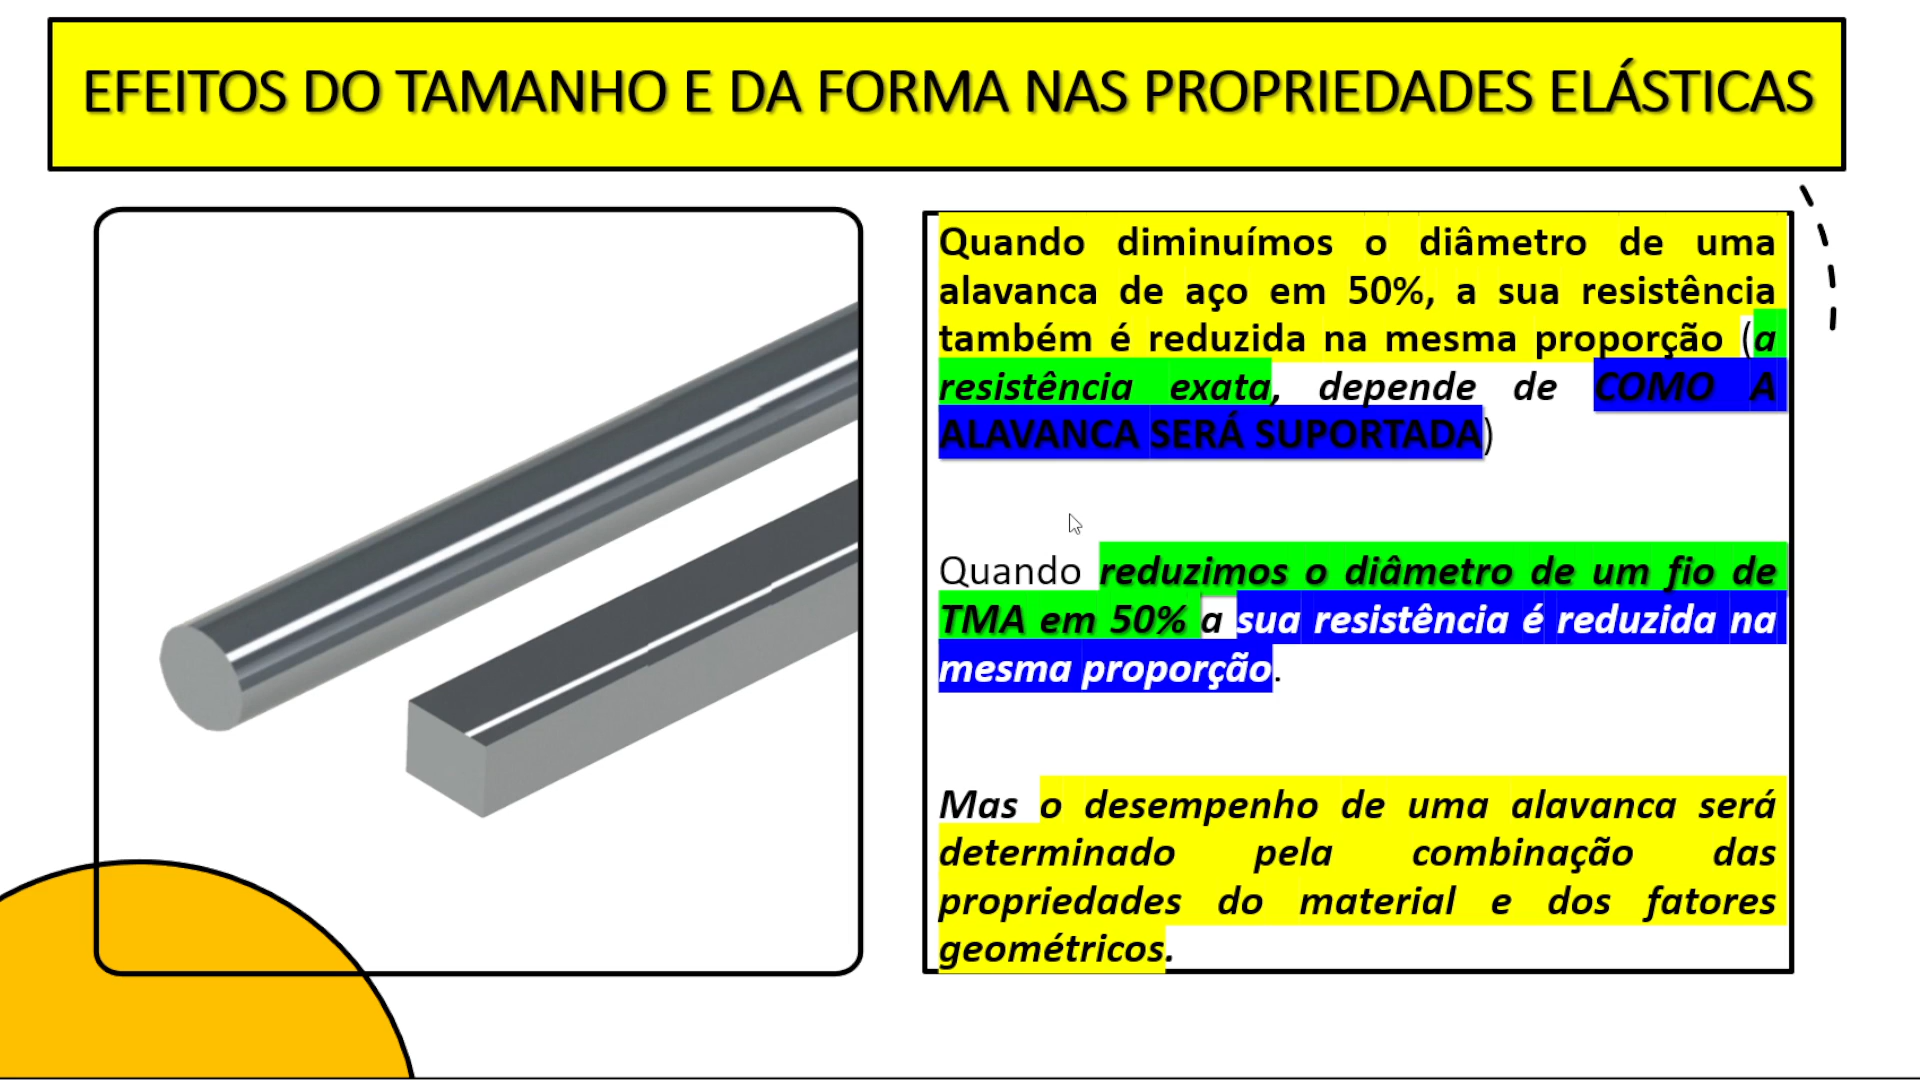 EFEITOS DO TAMANHO E DA FORMA NAS PROPRIEDADES ELÁSTICAS
Quando diminuímos o diâmetro de uma
alavanca de aço em 50%, a sua resistência
também é reduzida na mesma proporção (a
resistência exata, depende de COMO A
ALAVANCA SERÁ SUPORTADA)
Quando reduzimos o diâmetro de um fio de
TMA em 50% a sua resistência é reduzida na
mesma proporção.
Mas o desempenho de uma alavanca será
determinado pela combinação das
propriedades do material e dos fatores
geométricos.